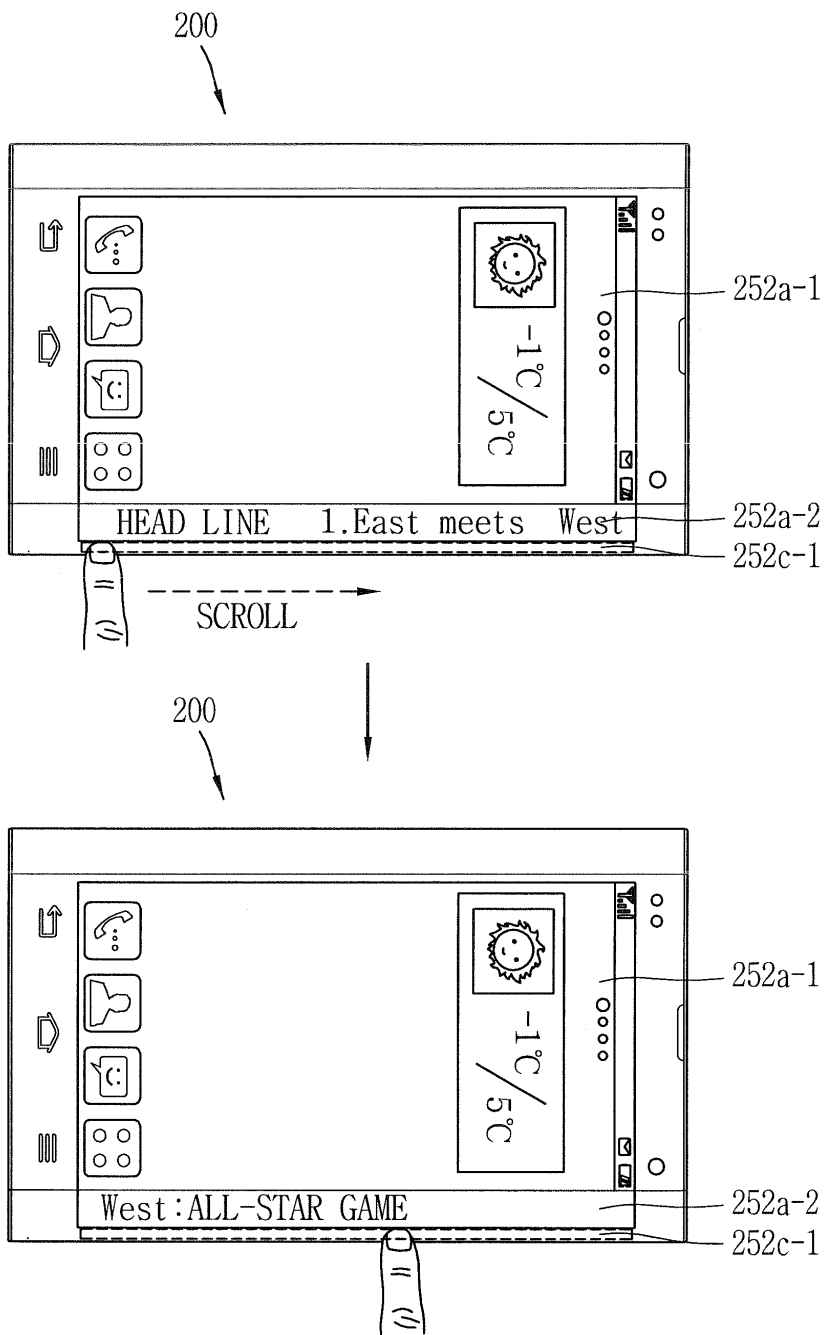 200
252a-1
-1℃/5℃
HEAD LINE 1.East meets West
252a-2
252c-1
SCROLL
200
252a-1
-1℃/5℃
West:ALL-STAR GAME
252a-2
252c-1